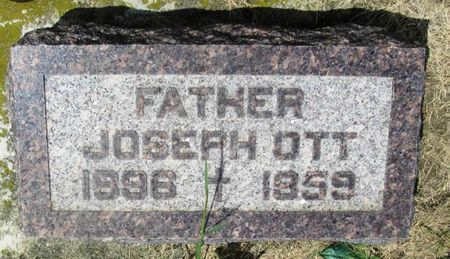 FATHER
JOSEPH OTT
1896 - 1959